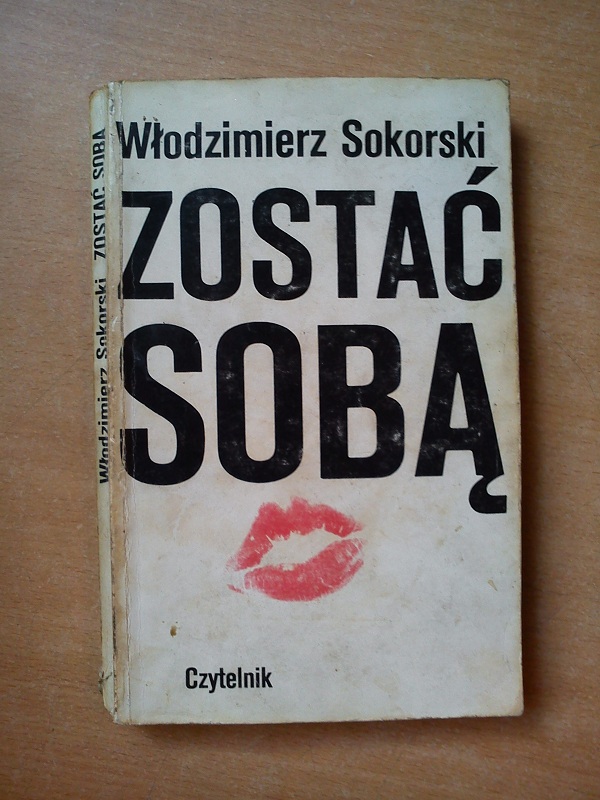 Włodzimierz Sokorski
ZOSTAĆ
SOBĄ
Czytelnik
Włodzimierz Sokorski ZOSTAĆ SOBĄ